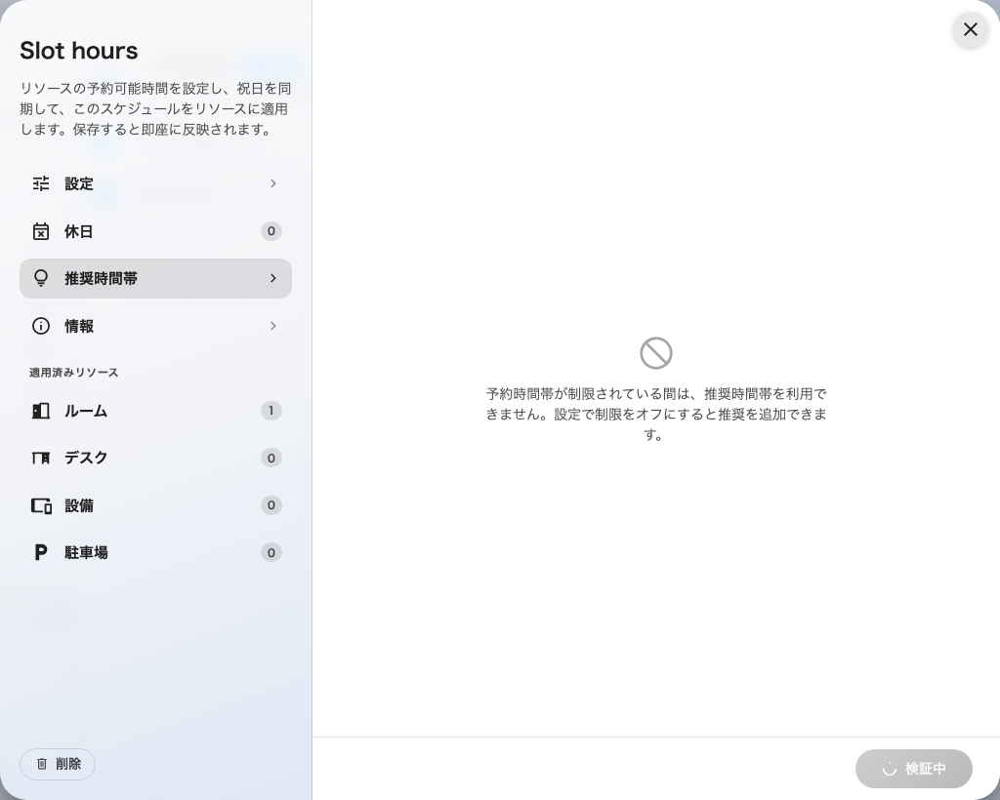 Slot hours
リソースの予約可能時間を設定し、祝日を同
期して、このスケジュールをリソースに適用
します。保存すると即座に反映されます。
設定
休日 0
推奨時間帯
情報
適用済みリソース
ルーム 1
デスク 0
設備 0
駐車場 0
削除
予約時間帯が制限されている間は、推奨時間帯を利用で
きません。設定で制限をオフにすると推奨を追加できま
す。
検証中